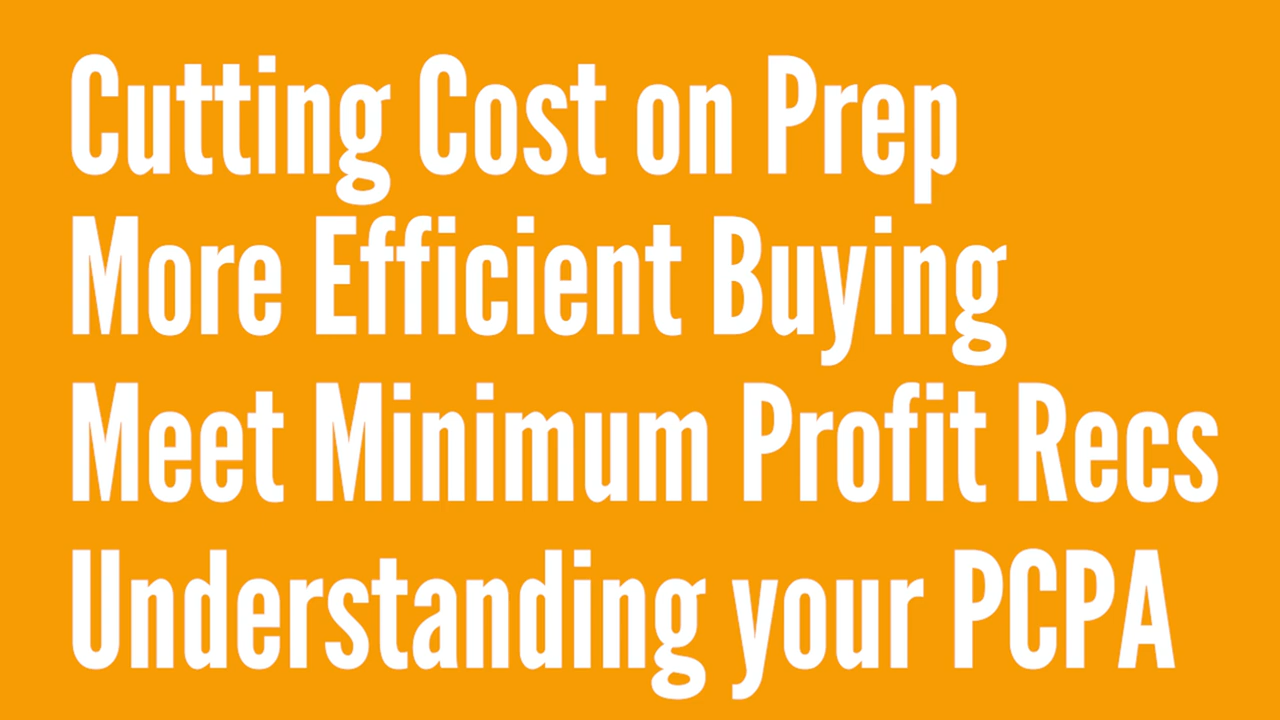 Cutting Cost on Prep
More Efficient Buying
Meet Minimum Profit Recs
Understanding your PCPA